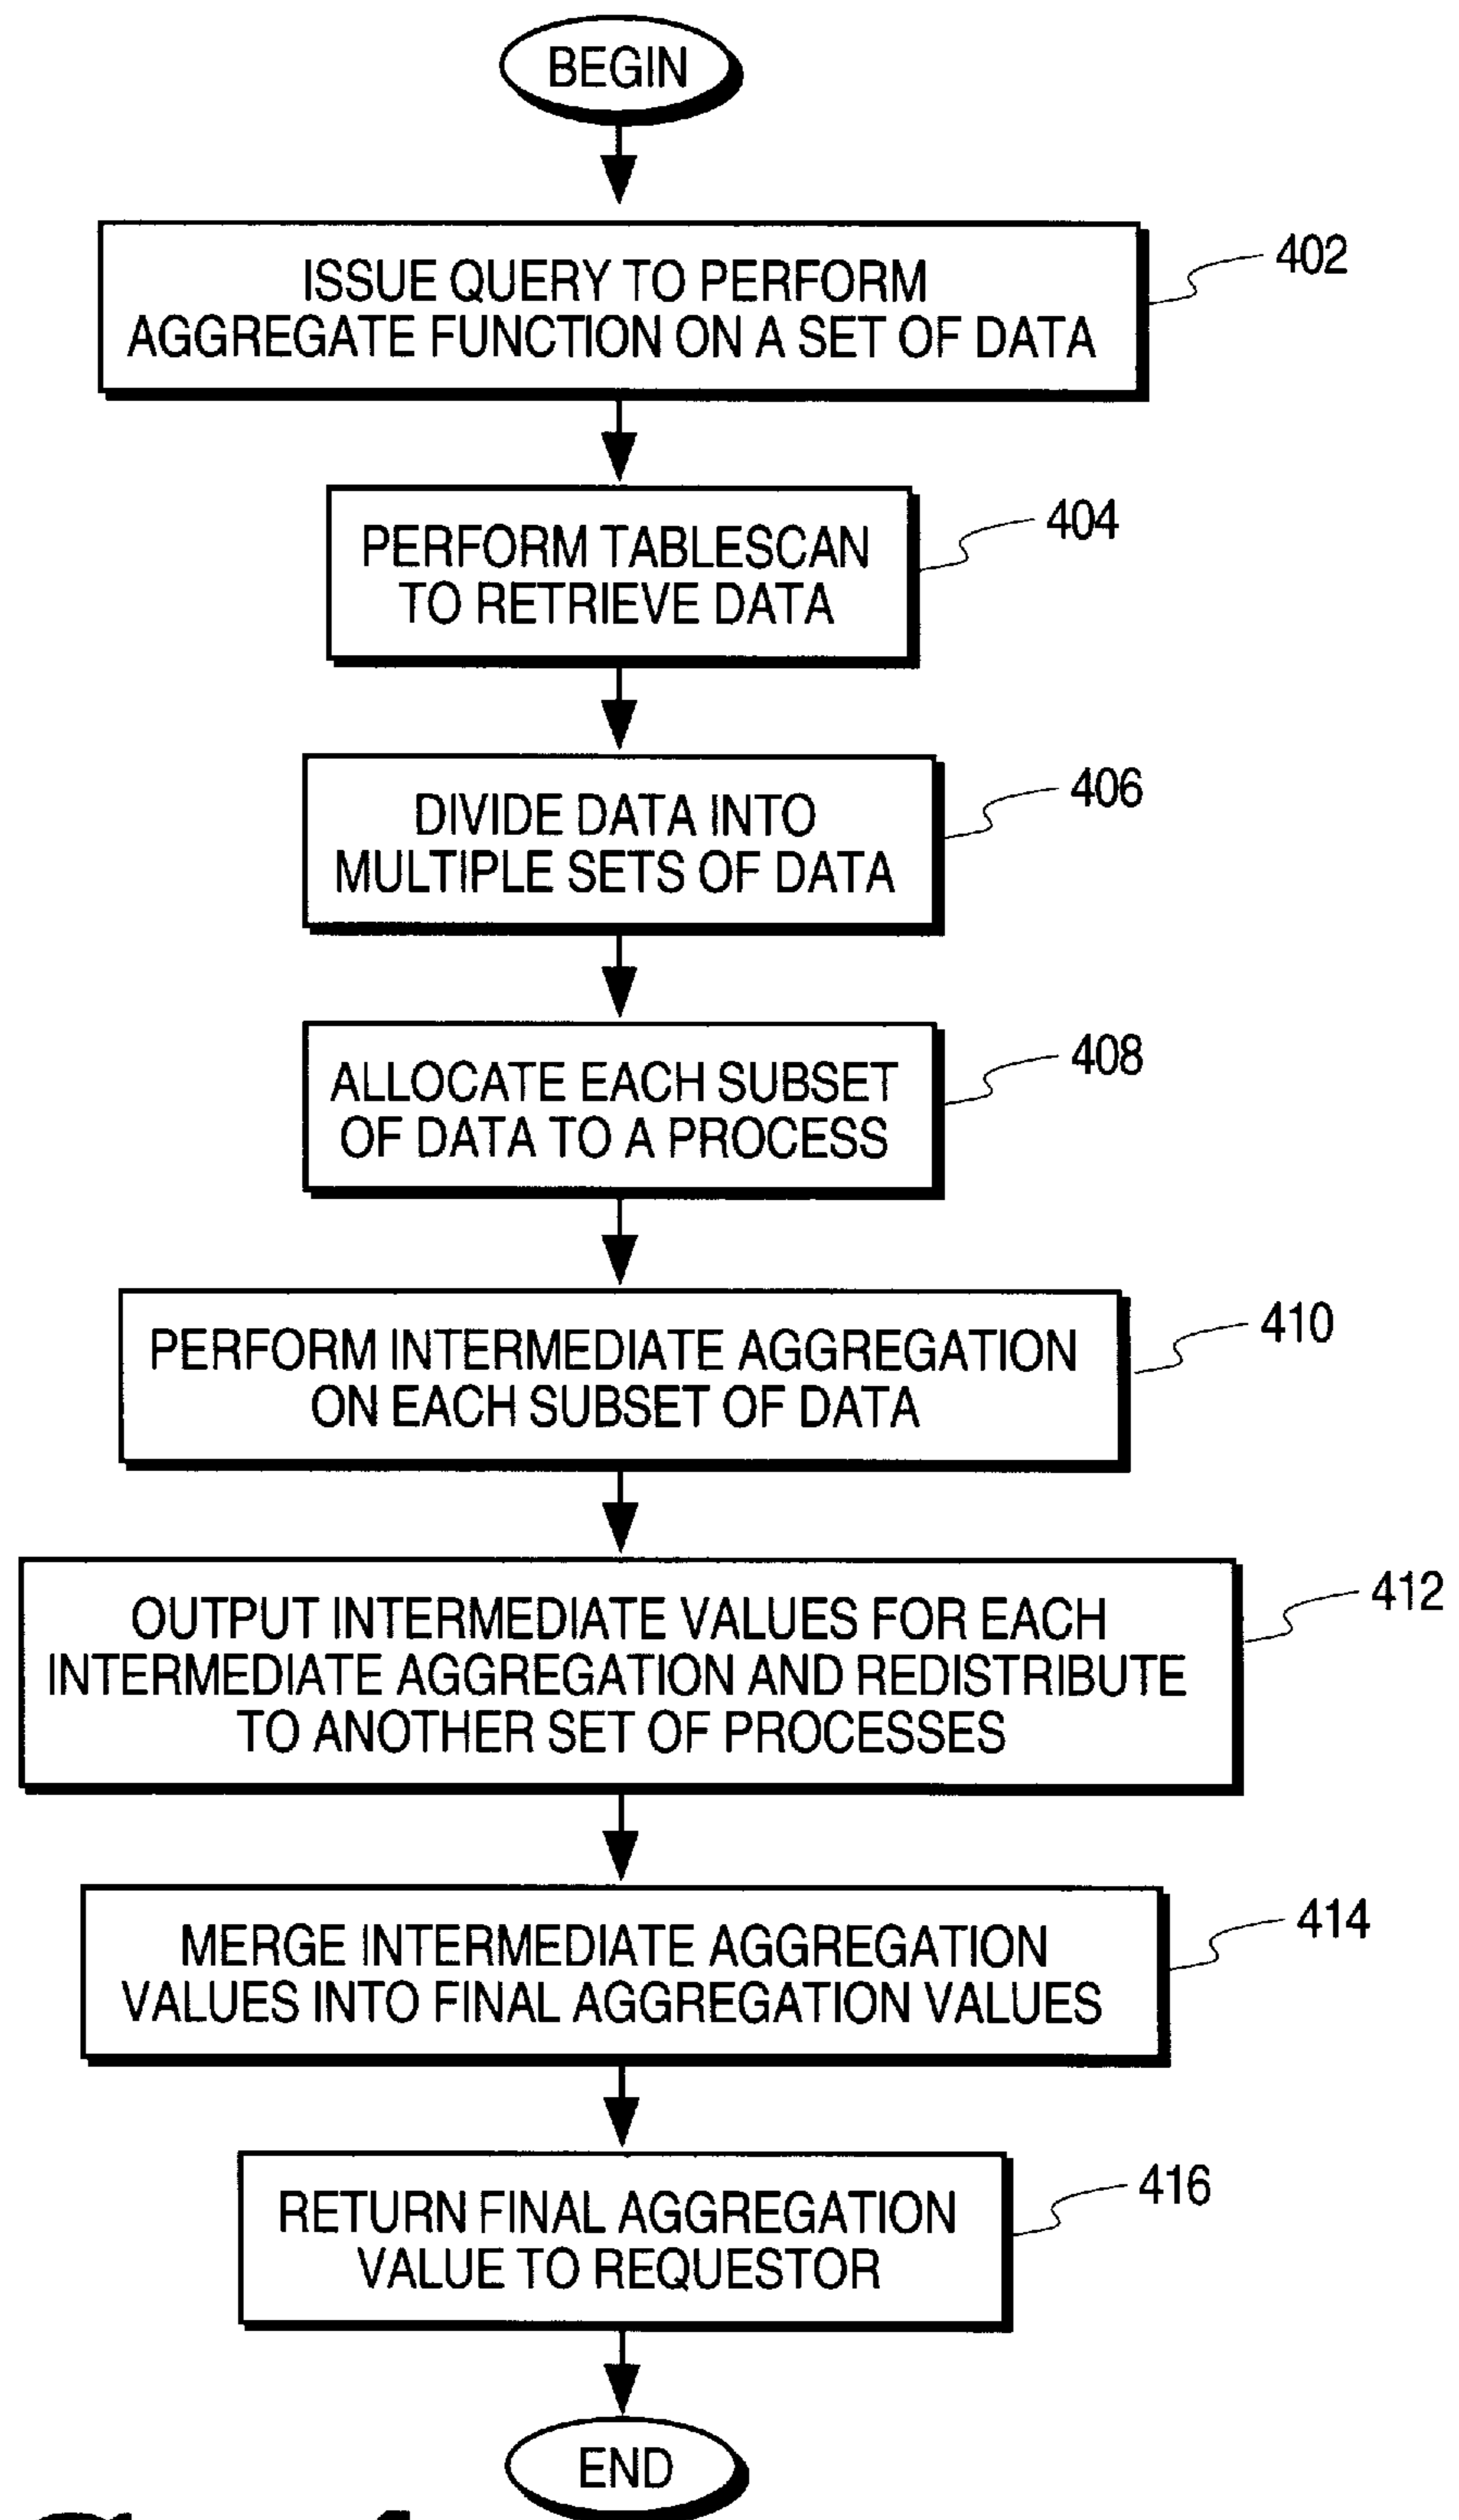 BEGIN
ISSUE QUERY TO PERFORM
AGGREGATE FUNCTION ON A SET OF DATA
402
PERFORM TABLESCAN
TO RETRIEVE DATA
404
DIVIDE DATA INTO
MULTIPLE SETS OF DATA
406
ALLOCATE EACH SUBSET
OF DATA TO A PROCESS
408
PERFORM INTERMEDIATE AGGREGATION
ON EACH SUBSET OF DATA
410
OUTPUT INTERMEDIATE VALUES FOR EACH
INTERMEDIATE AGGREGATION AND REDISTRIBUTE
TO ANOTHER SET OF PROCESSES
412
MERGE INTERMEDIATE AGGREGATION
VALUES INTO FINAL AGGREGATION VALUES
414
RETURN FINAL AGGREGATION
VALUE TO REQUESTOR
416
END